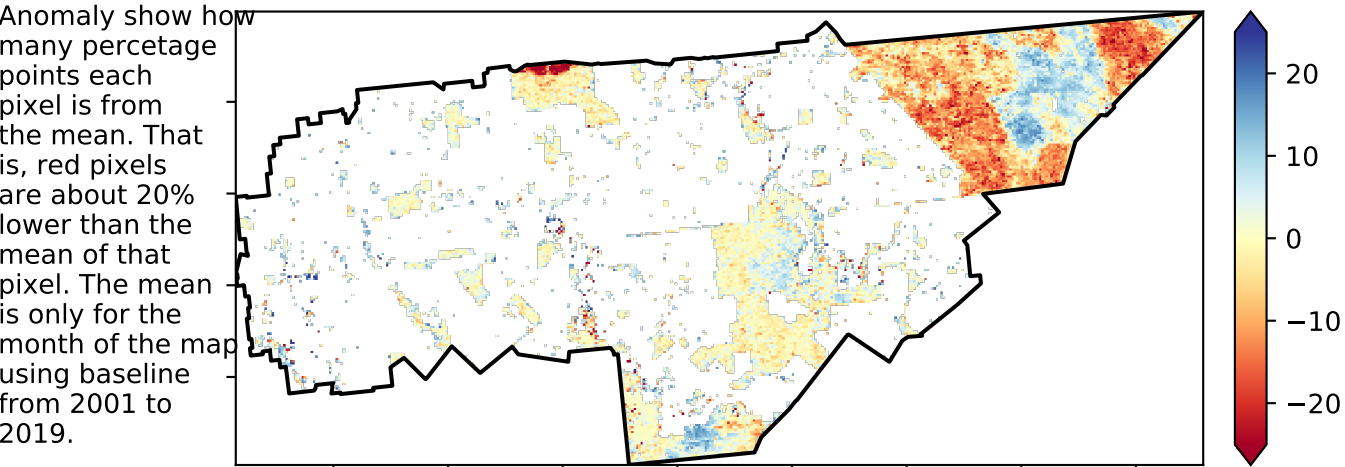 Anomaly show how
many percetage
points each
pixel is from
the mean. That
is, red pixels
are about 20%
lower than the
mean of that
pixel. The mean
is only for the
month of the map
using baseline
from 2001 to
2019.
20
10
0
−10
−20